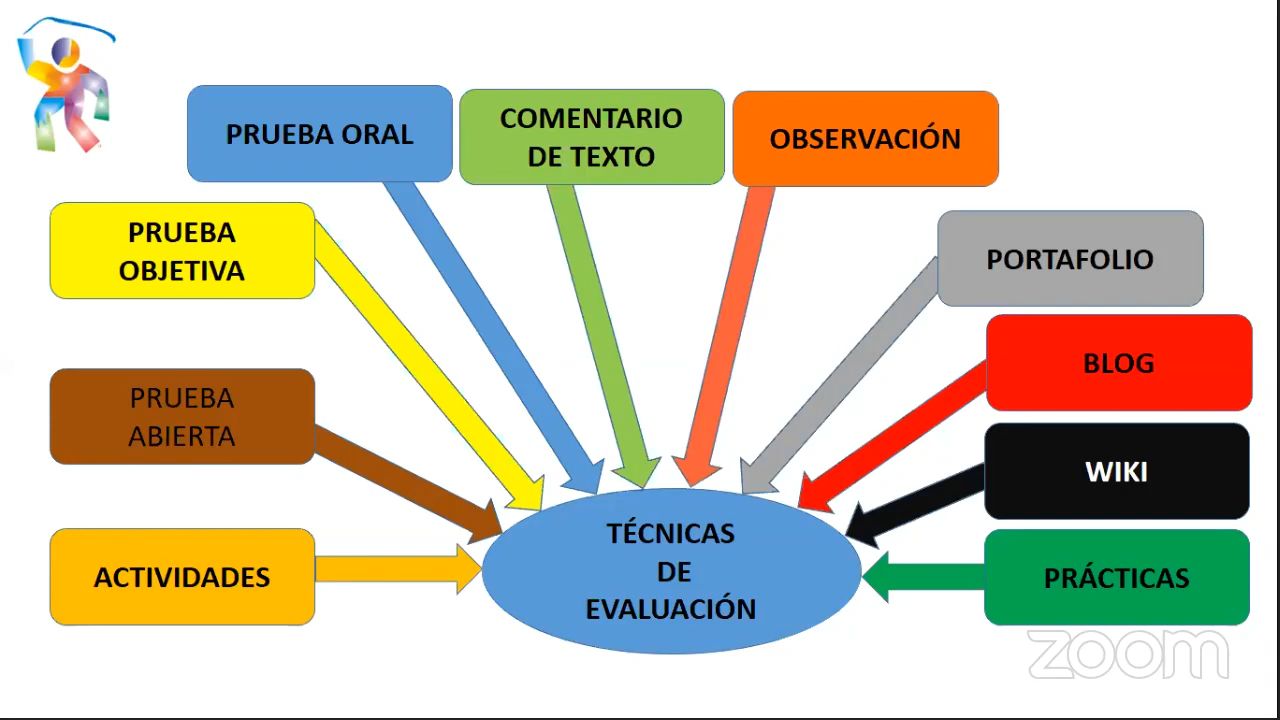 PRUEBA ORAL
COMENTARIO
DE TEXTO
OBSERVACIÓN
PRUEBA
OBJETIVA
PORTAFOLIO
BLOG
PRUEBA
ABIERTA
WIKI
ACTIVIDADES
TÉCNICAS
DE
EVALUACIÓN
PRÁCTICAS
zoom